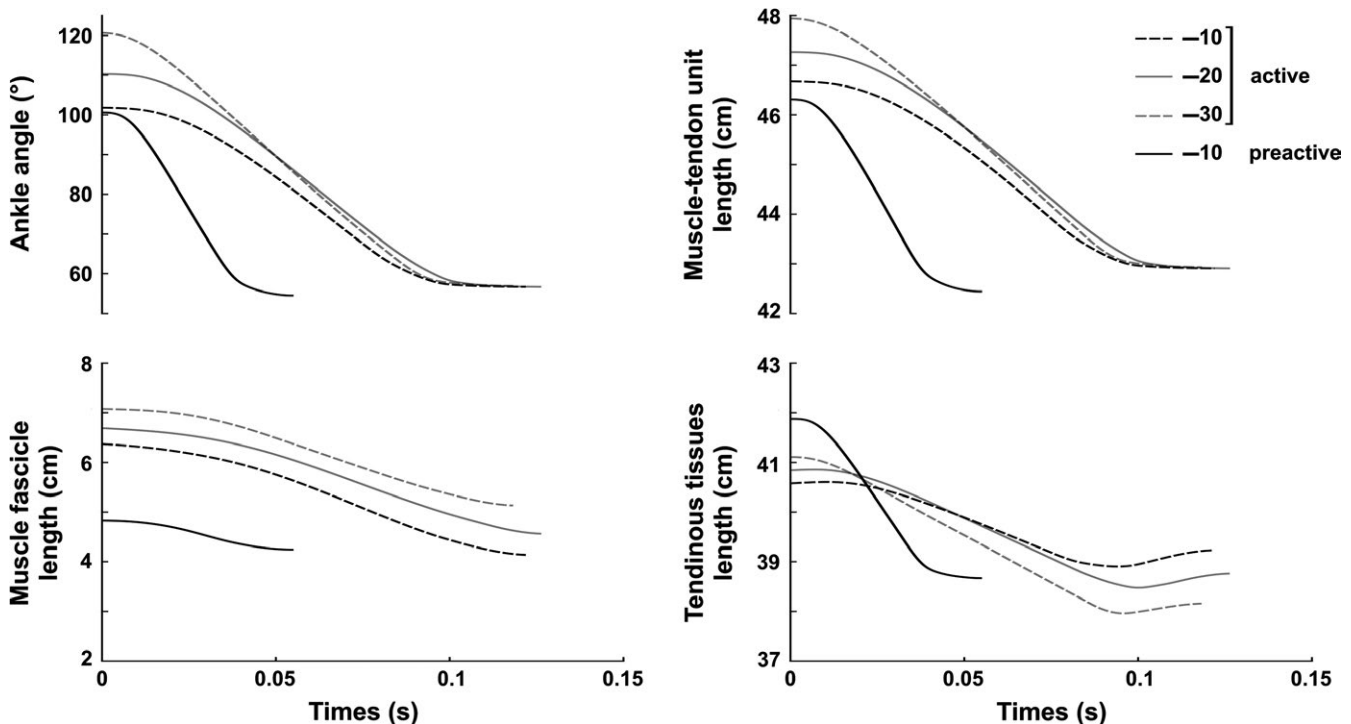 Ankle angle (°)
120
100
80
60
Muscle-tendon unit
length (cm)
48
46
44
42
–10
–20
–30
active
–10 preactive
Muscle fascicle
length (cm)
8
6
4
2
0
0.05
0.1
0.15
Times (s)
Tendinous tissues
length (cm)
43
41
39
37
0
0.05
0.1
0.15
Times (s)